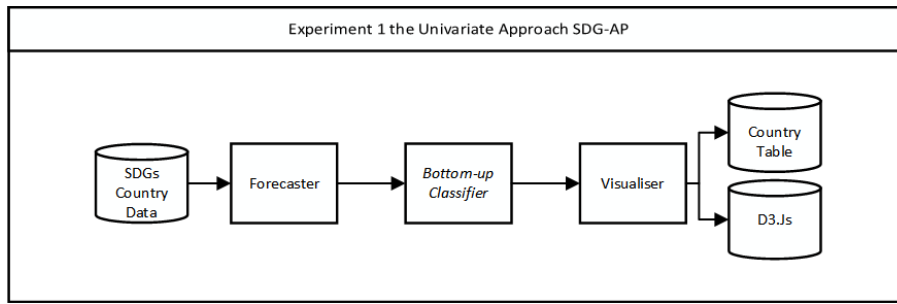 Experiment 1 the Univariate Approach SDG-AP
SDGs
Country
Data
Forecaster
Bottom-up
Classifier
Visualiser
Country
Table
D3.Js